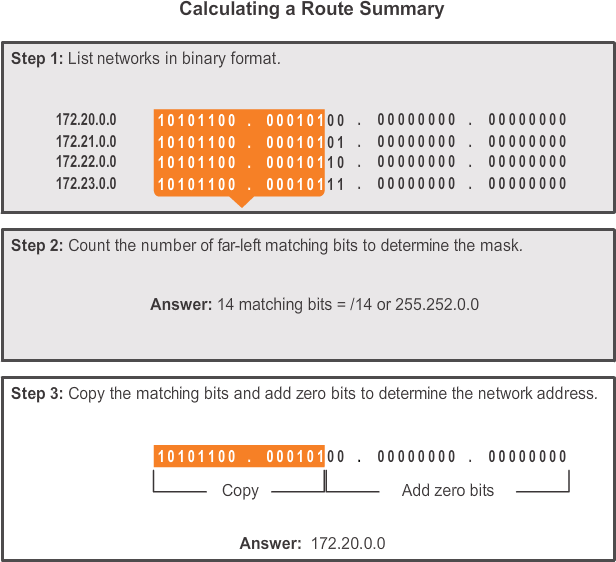 Calculating a Route Summary
Step 1: List networks in binary format.
172.20.0.0 10101100 . 00010100 . 00000000 . 00000000
172.21.0.0 10101100 . 00010101 . 00000000 . 00000000
172.22.0.0 10101100 . 00010110 . 00000000 . 00000000
172.23.0.0 10101100 . 00010111 . 00000000 . 00000000
Step 2: Count the number of far-left matching bits to determine the mask.
Answer: 14 matching bits = /14 or 255.252.0.0
Step 3: Copy the matching bits and add zero bits to determine the network address.
10101100 . 00010100 . 00000000 . 00000000
Copy Add zero bits
Answer: 172.20.0.0